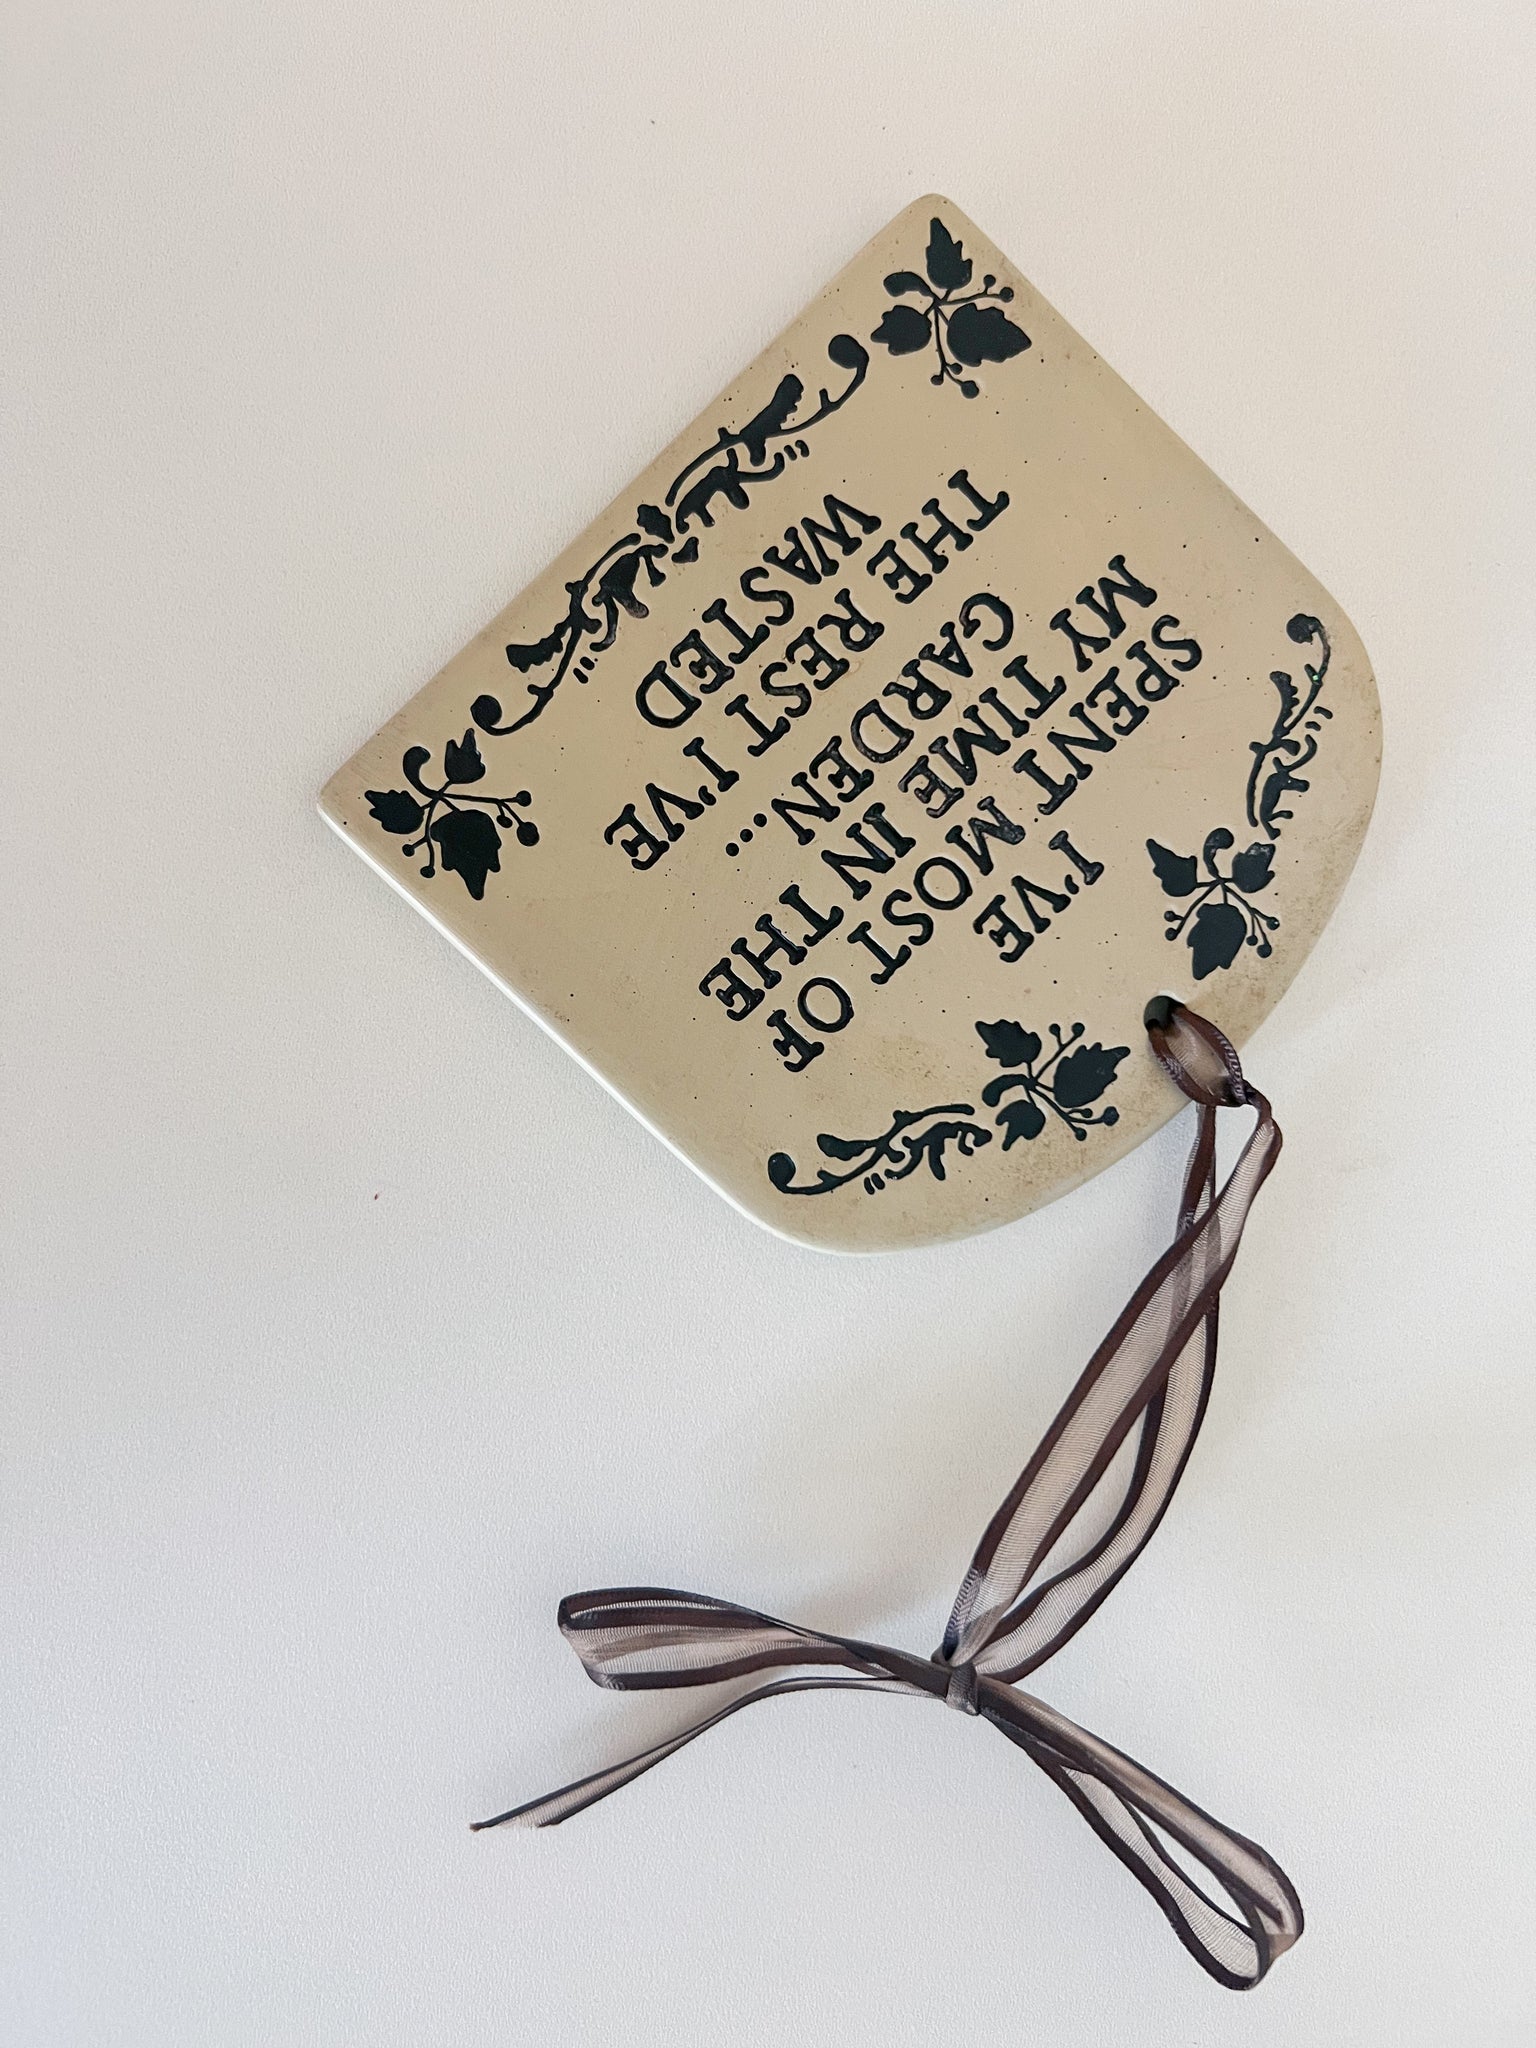 I'VE
SPENT MOST OF
MY TIME IN THE
GARDEN...
THE REST I'VE
WASTED